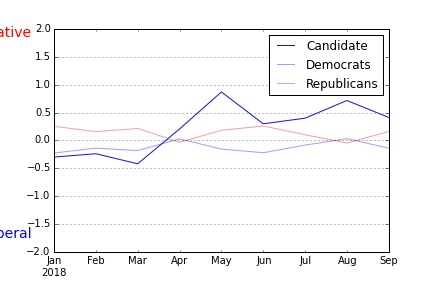 2.0
ative
1.5
1.0
0.5
0.0
−0.5
−1.0
−1.5
peral
−2.0
Candidate
Democrats
Republicans
Jan Feb Mar Apr May Jun Jul Aug Sep
2018